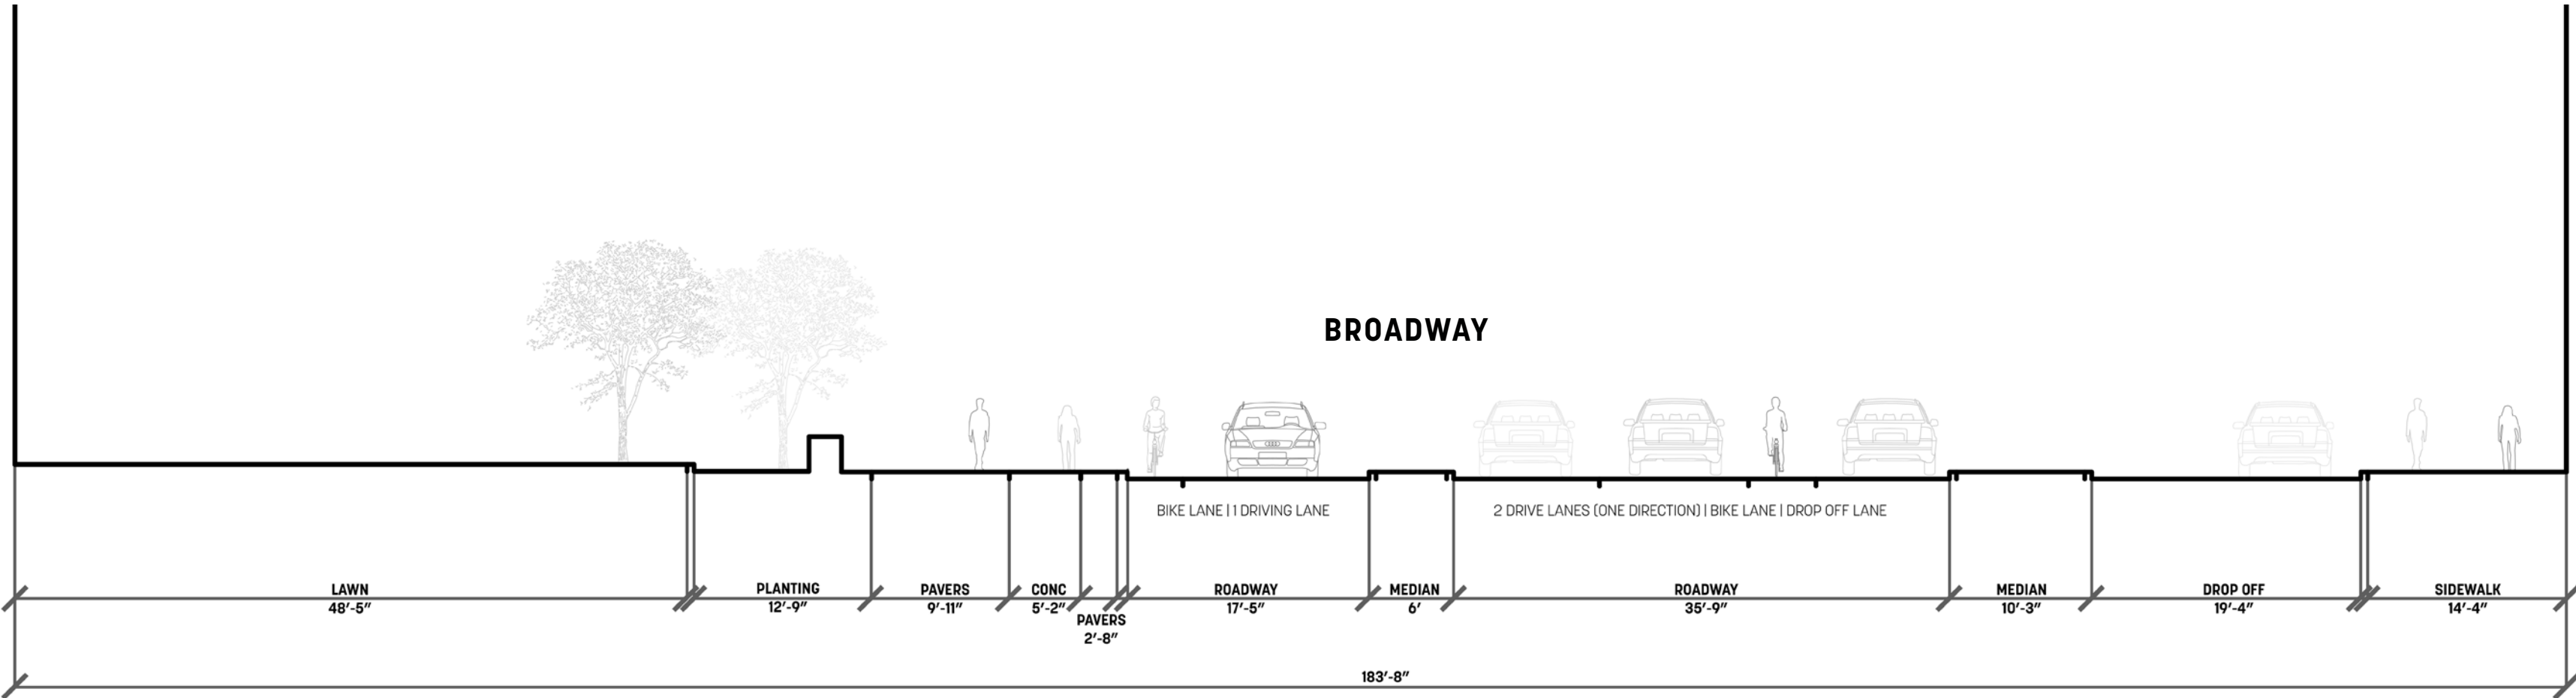 BROADWAY
BIKE LANE | 1 DRIVING LANE
2 DRIVE LANES (ONE DIRECTION) | BIKE LANE | DROP OFF LANE
LAWN
48'-5"
PLANTING
12'-9"
PAVERS
9'-11"
CONC
5'-2"
PAVERS
2'-8"
ROADWAY
17'-5"
MEDIAN
6'
ROADWAY
35'-9"
MEDIAN
10'-3"
DROP OFF
19'-4"
SIDEWALK
14'-4"
183'-8"